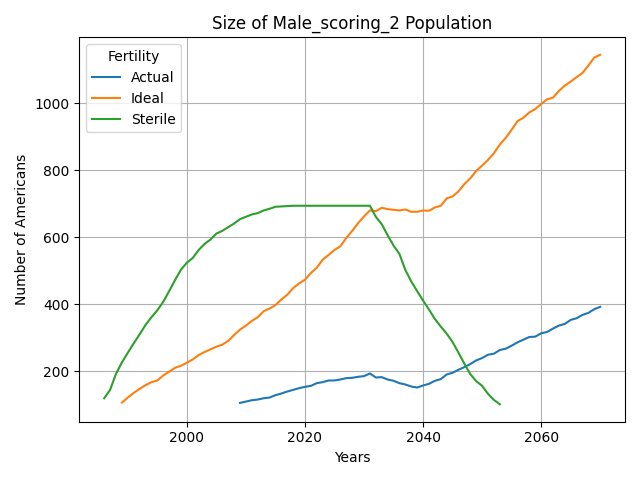 Size of Male_scoring_2 Population
Fertility
Actual
Ideal
Sterile
Number of Americans
1000
800
600
400
200
2000
2020
2040
2060
Years